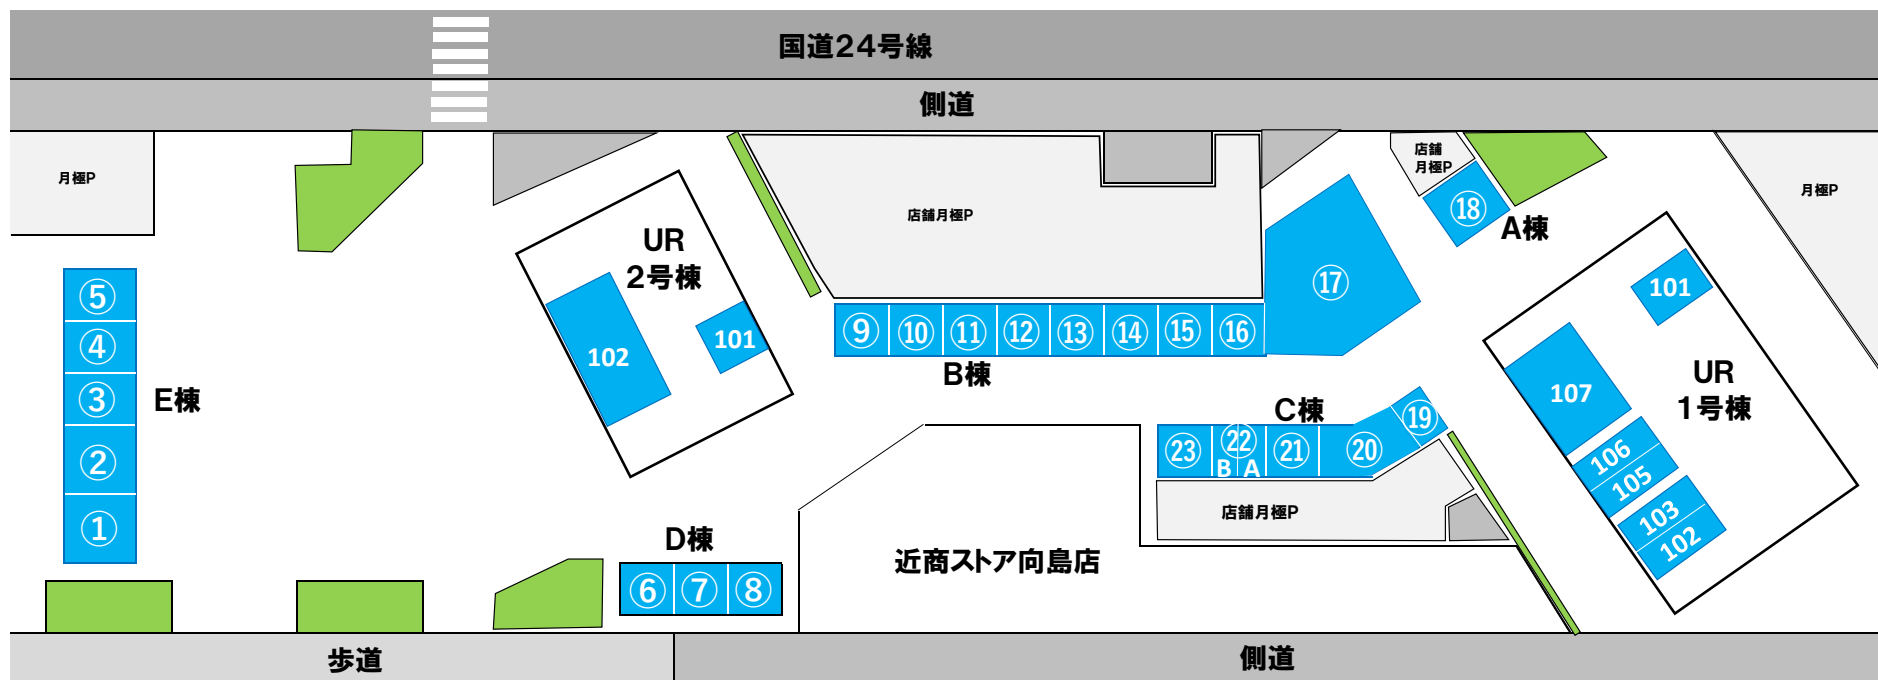 国道24号線
側道
月極P
店舗
月極P
月極P
店舗月極P
⑱
A棟
UR
2号棟
102
101
⑰
101
⑤
④
③
②
①
E棟
⑨
⑩
⑪
⑫
⑬
⑭
⑮
⑯
B棟
107
UR
1号棟
106
105
103
102
C棟
㉓
㉒
B A
㉑
⑳
⑲
店舗月極P
D棟
⑥
⑦
⑧
近商ストア向島店
歩道
側道